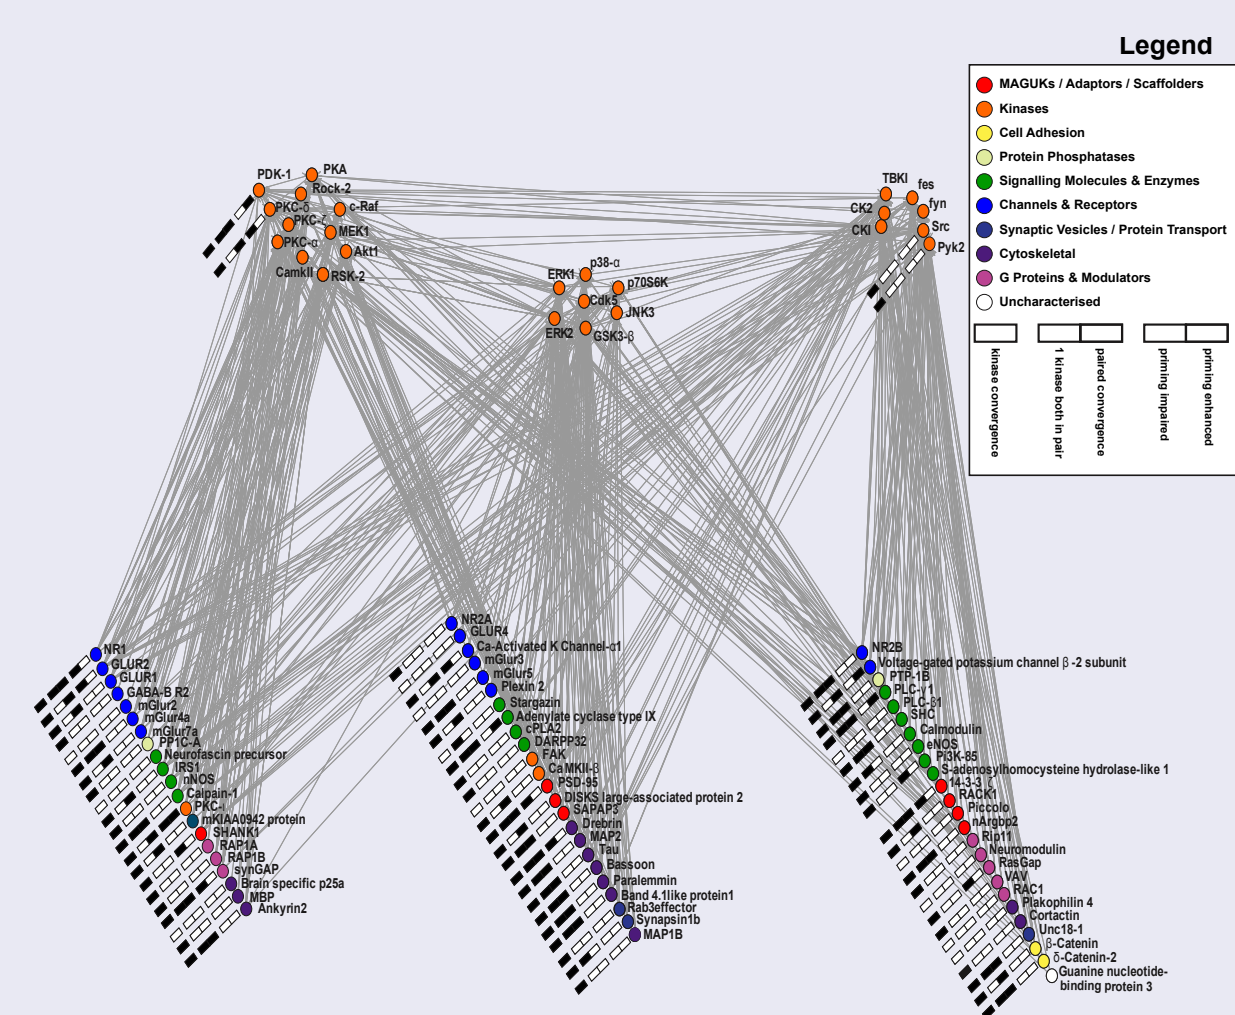 Legend
MAGUKs / Adaptors / Scaffolders
Kinases
Cell Adhesion
Protein Phosphatases
Signalling Molecules & Enzymes
Channels & Receptors
Synaptic Vesicles / Protein Transport
Cytoskeletal
G Proteins & Modulators
Uncharacterised
kinase convergence
1 kinase both in pair
paired convergence
priming impaired
priming enhanced
PDK-1
PKA
Rock-2
PKC-δ
c-Raf
PKC-ζ
MEK1
PKC-α
Akt1
CamkII
RSK-2
p38-α
ERK1
p70S6K
Cdk5
JNK3
ERK2
GSK3-β
TBKI
fes
CK2
fyn
CKI
Src
Pyk2
NR1
GLUR2
GLUR1
GABA-B R2
mGlur2
mGlur4a
mGlur7a
PP1C-A
Neurofascin precursor
IRS1
nNOS
Calpain-1
PKC-ι
mKIAA0942 protein
SHANK1
RAP1A
RAP1B
synGAP
Brain specific p25a
MBP
Ankyrin2
NR2A
GLUR4
Ca-Activated K Channel-α1
mGlur3
mGlur5
Plexin 2
Stargazin
Adenylate cyclase type IX
cPLA2
DARPP32
FAK
CaMKII-β
PSD-95
DISKS large-associated protein 2
SAPAP3
Drebrin
MAP2
Tau
Bassoon
Paralemmin
Band 4.1like protein1
Rab3effector
Synapsin1b
MAP1B
NR2B
Voltage-gated potassium channel β -2 subunit
PTP-1B
PLC-γ1
PLC-β1
SHC
Calmodulin
eNOS
Pi3K-85
S-adenosylhomocysteine hydrolase-like 1
14-3-3 ζ
RACK1
Piccolo
nArgbp2
Rip11
Neuromodulin
RasGap
VAV
RAC1
Plakophilin 4
Cortactin
Unc18-1
β-Catenin
δ-Catenin-2
Guanine nucleotide-
binding protein 3